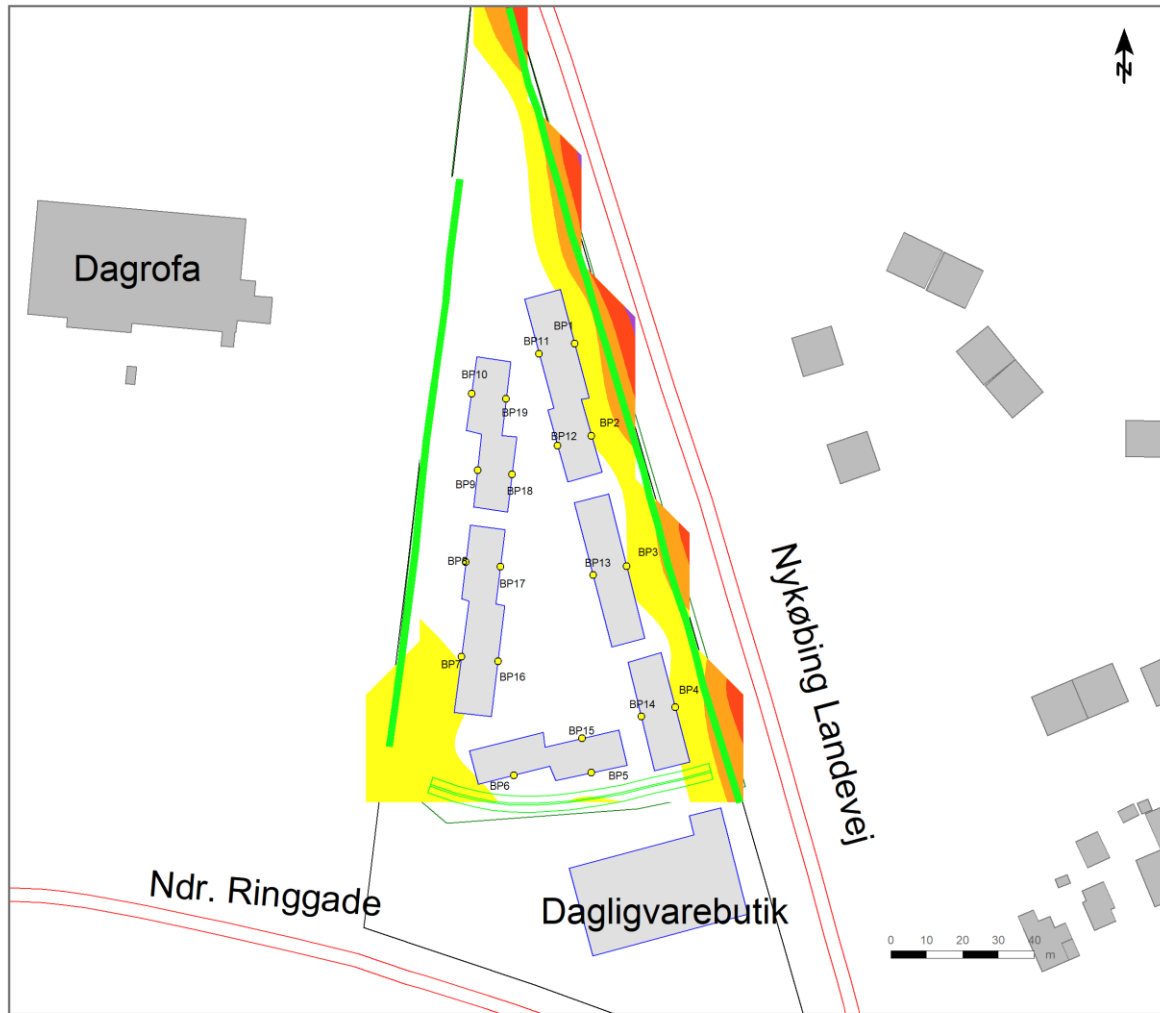 N
Dagrofa
BP1
BP11
BP10
BP19
BP2
BP12
BP9
BP18
BP3
BP8
BP17
BP13
Nykøbing Landevej
BP7
BP16
BP4
BP14
BP15
BP5
BP6
Ndr. Ringgade
Dagligvarebutik
0 10 20 30 40
m